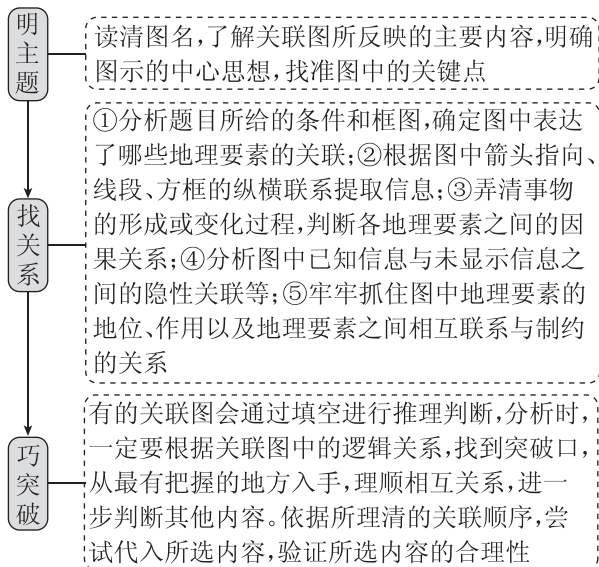 明主题
读清图名,了解关联图所反映的主要内容,明确
图示的中心思想,找准图中的关键点
找关系
①分析题目所给的条件和框图,确定图中表达
了哪些地理要素的关联;②根据图中箭头指向、
线段、方框的纵横联系提取信息;③弄清事物
的形成或变化过程,判断各地理要素之间的因
果关系;④分析图中已知信息与未显示信息之
间的隐性关联等;⑤牢牢抓住图中地理要素的
地位、作用以及地理要素之间相互联系与制约
的关系
巧突破
有的关联图会通过填空进行推理判断,分析时,
一定要根据关联图中的逻辑关系,找到突破口,
从最有把握的地方入手,理顺相互关系,进一
步判断其他内容。依据所理清的关联顺序,尝
试代入所选内容,验证所选内容的合理性